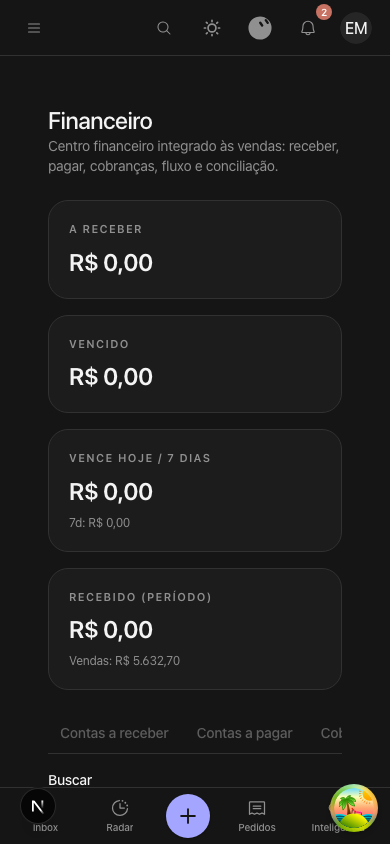 2
EM
Financeiro
Centro financeiro integrado às vendas: receber,
pagar, cobranças, fluxo e conciliação.
A RECEBER
R$ 0,00
VENCIDO
R$ 0,00
VENCE HOJE / 7 DIAS
R$ 0,00
7d: R$ 0,00
RECEBIDO (PERÍODO)
R$ 0,00
Vendas: R$ 5.632,70
Contas a receber Contas a pagar
Buscar
N
Inbox Radar Pedidos